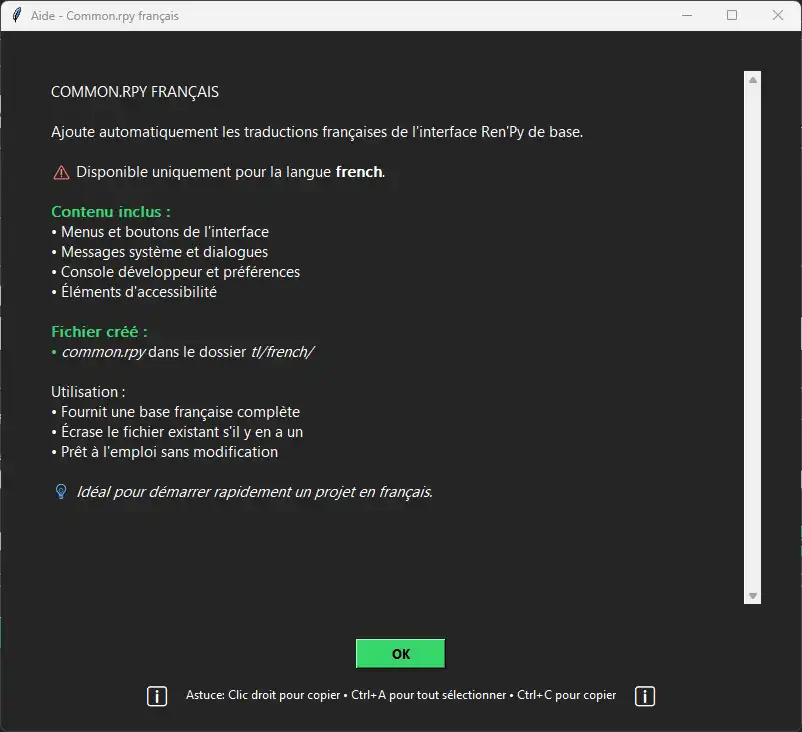 Aide - Common.rpy français
COMMON.RPY FRANÇAIS
Ajoute automatiquement les traductions françaises de l'interface Ren'Py de base.
⚠ Disponible uniquement pour la langue french.
Contenu inclus :
• Menus et boutons de l'interface
• Messages système et dialogues
• Console développeur et préférences
• Éléments d'accessibilité
Fichier créé :
• common.rpy dans le dossier tl/french/
Utilisation :
• Fournit une base française complète
• Écrase le fichier existant s'il y en a un
• Prêt à l'emploi sans modification
💡 Idéal pour démarrer rapidement un projet en français.
OK
Astuce: Clic droit pour copier • Ctrl+A pour tout sélectionner • Ctrl+C pour copier